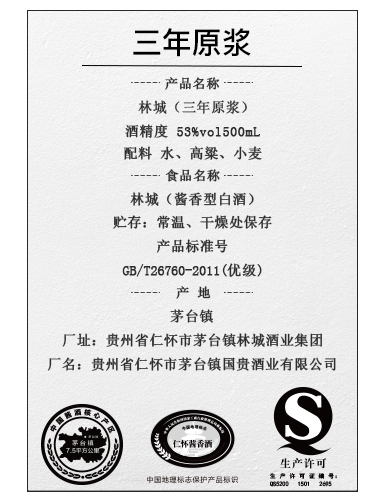 三年原浆
-----产品名称-----
林城（三年原浆）
酒精度 53%vol500mL
配料 水、高粱、小麦
-----食品名称-----
林城（酱香型白酒）
贮存：常温、干燥处保存
产品标准号
GB/T26760-2011(优级)
-----产 地-----
茅台镇
厂址：贵州省仁怀市茅台镇林城酒业集团
厂名：贵州省仁怀市茅台镇国贵酒业有限公司
中国酱酒核心产区
茅台镇
7.5平方公里
中国地理标志
仁怀酱香酒
中国地理标志保护产品标识
生产许可
生产许可证编号：
QS5200 1501 2695